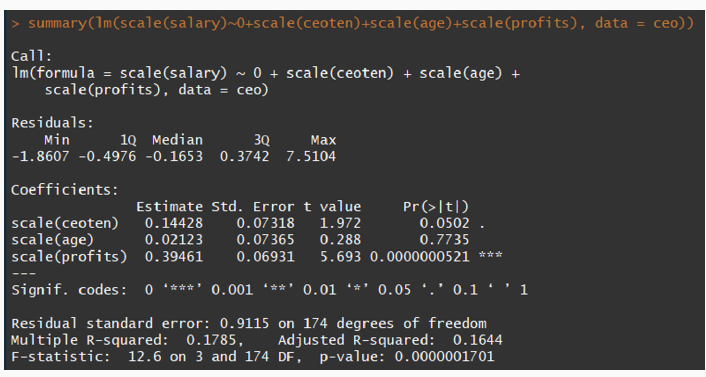 > summary(lm(scale(salary)~0+scale(ceoten)+scale(age)+scale(profits), data = ceo))
Call:
lm(formula = scale(salary) ~ 0 + scale(ceoten) + scale(age) +
    scale(profits), data = ceo)
Residuals:
    Min      1Q  Median      3Q     Max
-1.8607 -0.4976 -0.1653  0.3742  7.5104
Coefficients:
               Estimate Std. Error t value     Pr(>|t|)
scale(ceoten)   0.14428    0.07318   1.972       0.0502 .
scale(age)      0.02123    0.07365   0.288       0.7735
scale(profits)  0.39461    0.06931   5.693 0.0000000521 ***
---
Signif. codes:  0 ‘***’ 0.001 ‘**’ 0.01 ‘*’ 0.05 ‘.’ 0.1 ‘ ’ 1
Residual standard error: 0.9115 on 174 degrees of freedom
Multiple R-squared:  0.1785,    Adjusted R-squared:  0.1644
F-statistic:  12.6 on 3 and 174 DF,  p-value: 0.0000001701